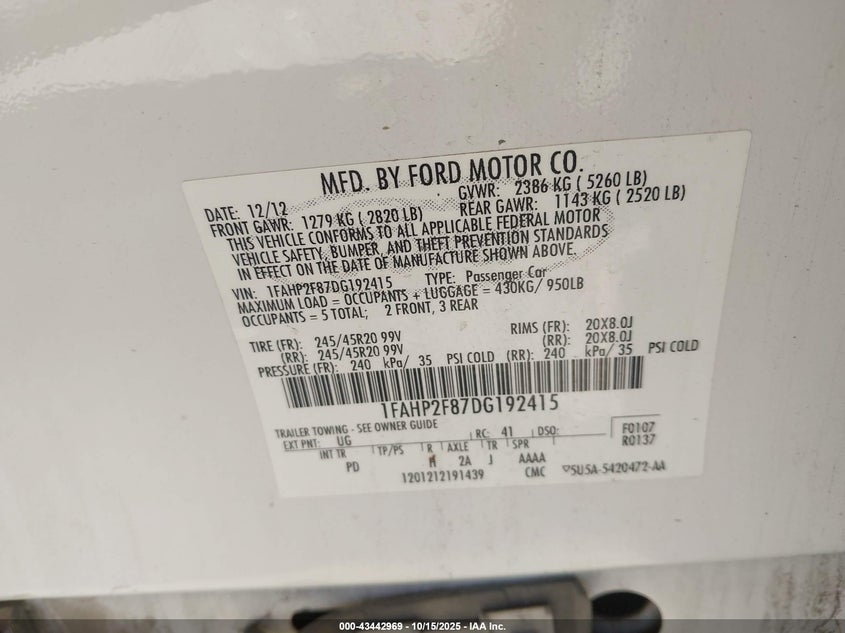 MFD. BY FORD MOTOR CO.
DATE: 12/12 GVWR: 2386 KG ( 5260 LB)
FRONT GAWR: 1279 KG ( 2820 LB) REAR GAWR: 1143 KG ( 2520 LB)
THIS VEHICLE CONFORMS TO ALL APPLICABLE FEDERAL MOTOR
VEHICLE SAFETY, BUMPER, AND THEFT PREVENTION STANDARDS
IN EFFECT ON THE DATE OF MANUFACTURE SHOWN ABOVE.
VIN: 1FAHP2F87DG192415 TYPE: Passenger Car
MAXIMUM LOAD = OCCUPANTS + LUGGAGE = 430KG/ 950LB
OCCUPANTS = 5 TOTAL; 2 FRONT, 3 REAR
TIRE (FR): 245/45R20 99V RIMS (FR): 20X8.0J
(RR): 245/45R20 99V (RR): 20X8.0J
PRESSURE (FR): 240 kPa/ 35 PSI COLD (RR): 240 kPa/ 35 PSI COLD
1FAHP2F87DG192415
TRAILER TOWING - SEE OWNER GUIDE
EXT PNT: UG RC: 41 DSO: F0107
R0137
INT TR TP/PS R AXLE TR SPR
PD H 2A J AAAA
1201212191439 CMC 5U5A-5420472-AA
000-43442969 | 10/15/2025 - IAA Inc.